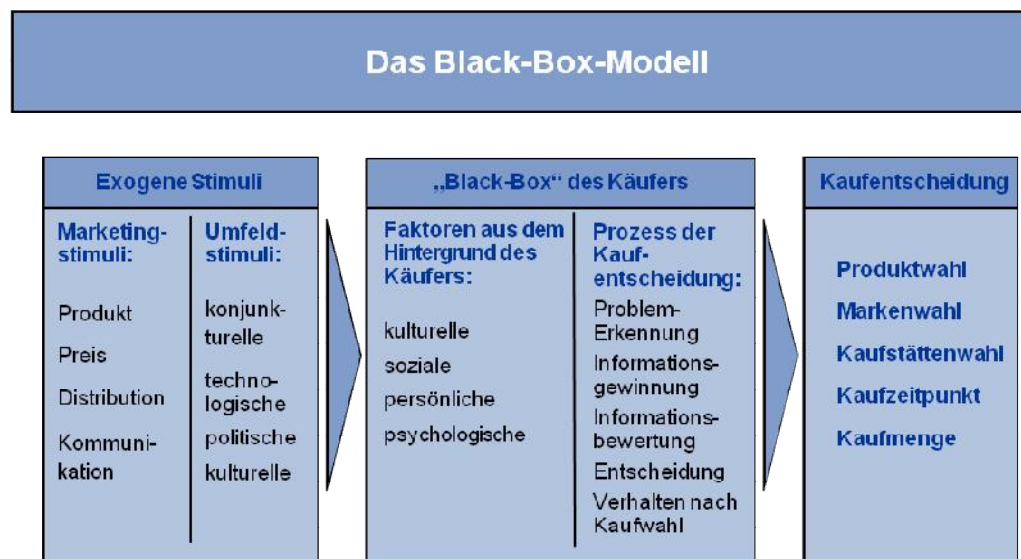 Das Black-Box-Modell
Exogene Stimuli
Marketing-
stimuli:
Produkt
Preis
Distribution
Kommuni-
kation
Umfeld-
stimuli:
konjunk-
turelle
techno-
logische
politische
kulturelle
„Black-Box“ des Käufers
Faktoren aus dem
Hintergrund des
Käufers:
kulturelle
soziale
persönliche
psychologische
Prozess der
Kauf-
entscheidung:
Problem-
Erkennung
Informations-
gewinnung
Informations-
bewertung
Entscheidung
Verhalten nach
Kaufwahl
Kaufentscheidung
Produktwahl
Markenwahl
Kaufstättenwahl
Kaufzeitpunkt
Kaufmenge